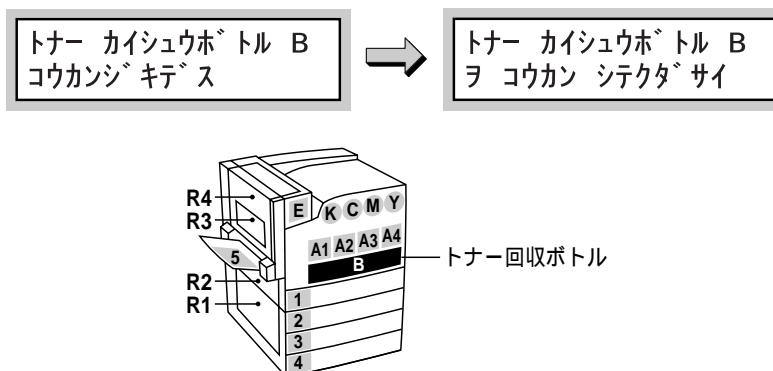 トナー カイシュウボトル B
コウカンジキデス
トナー カイシュウボトル B
ヲ コウカン シテクダサイ
R4
R3
E
K C M Y
A1 A2 A3 A4
B
トナー回収ボトル
5
R2
R1
1
2
3
4